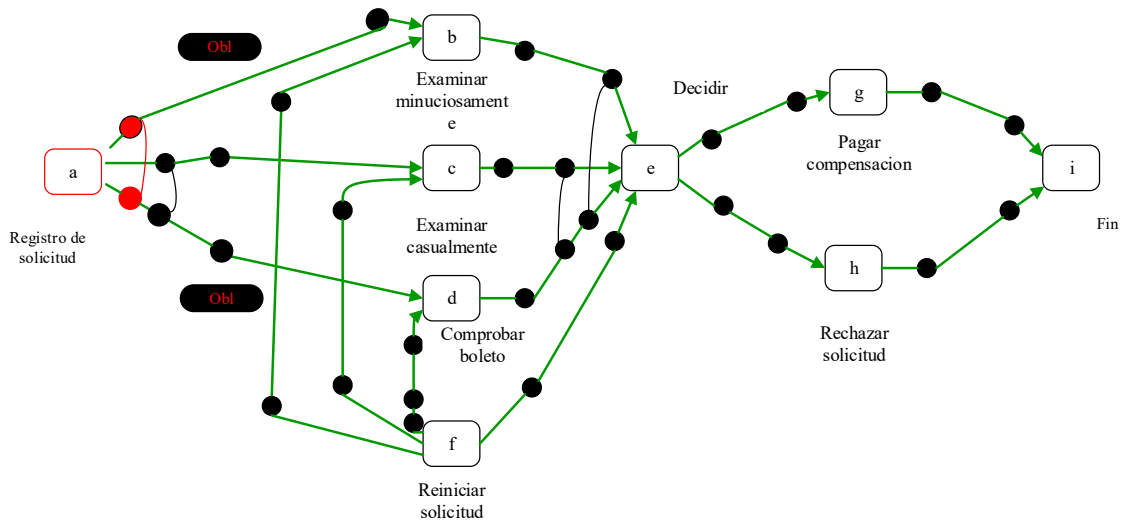 Obl
b
Examinar
minuciosament
e
Decidir
g
Pagar
compensacion
a
Registro de
solicitud
c
Examinar
casualmente
e
i
Fin
Obl
d
Comprobar
boleto
h
Rechazar
solicitud
f
Reiniciar
solicitud